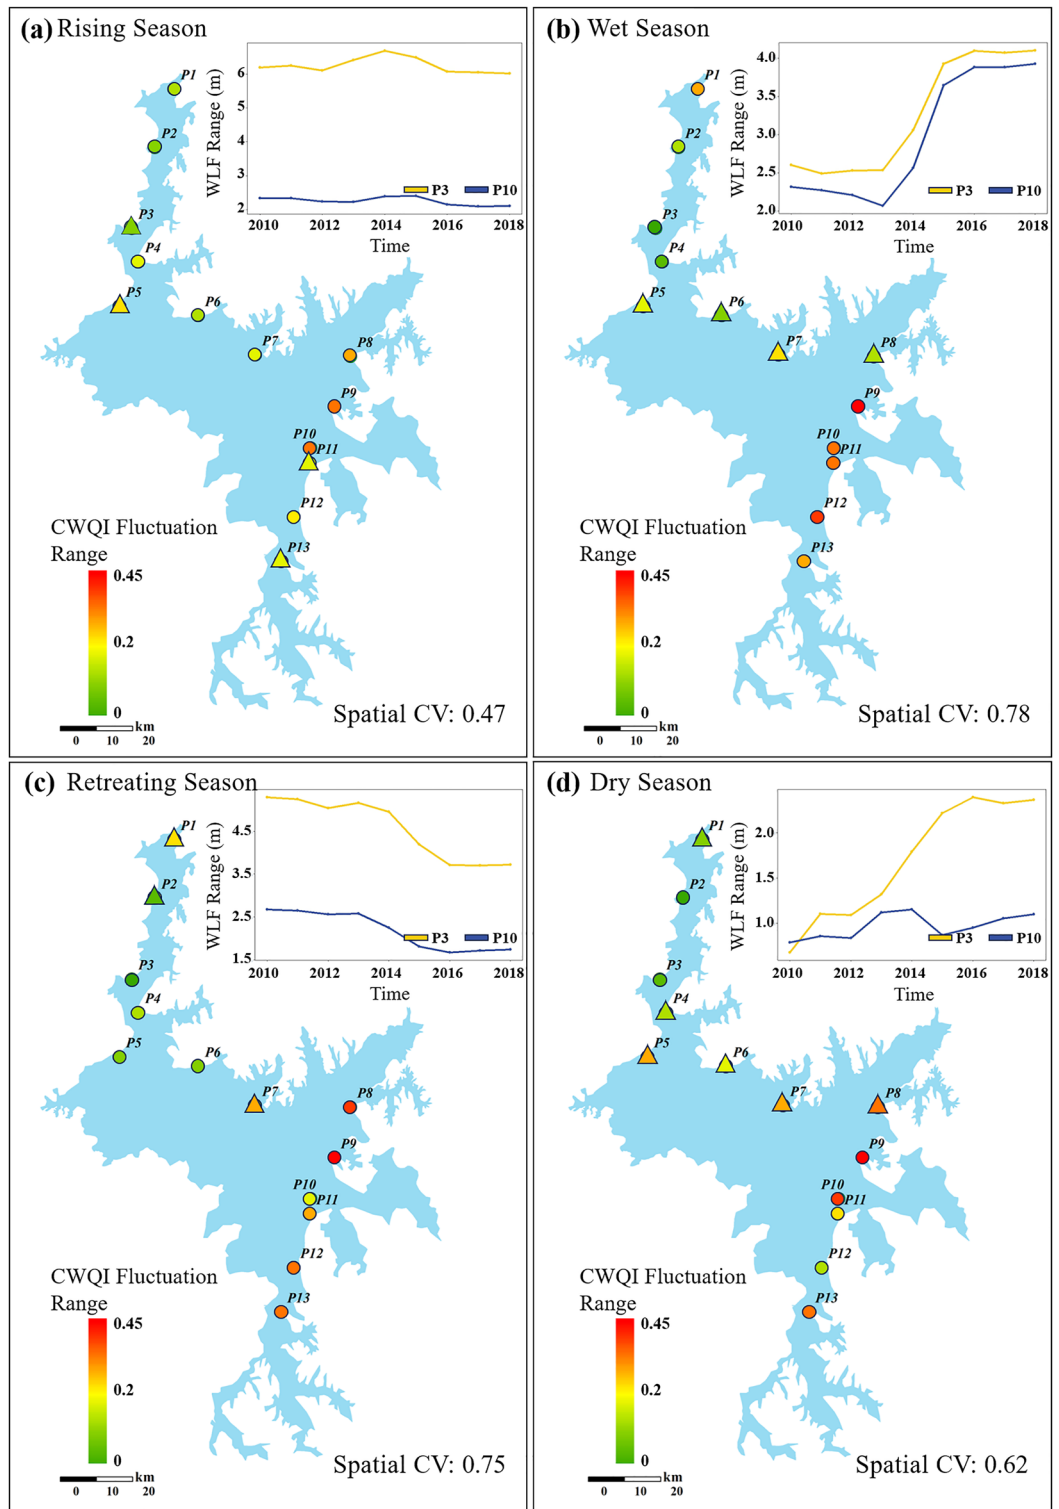 (a) Rising Season
WLF Range (m)
6
5
4
3
2
P3 P10
2010 2012 2014 2016 2018
Time
P1
P2
P3
P4
P5
P6
P7
P8
P9
P10
P11
P12
P13
CWQI Fluctuation
Range
0.45
0.2
0
km
0 10 20
Spatial CV: 0.47
(b) Wet Season
WLF Range (m)
4.0
3.5
3.0
2.5
2.0
P3 P10
2010 2012 2014 2016 2018
Time
P1
P2
P3
P4
P5
P6
P7
P8
P9
P10
P11
P12
P13
CWQI Fluctuation
Range
0.45
0.2
0
km
0 10 20
Spatial CV: 0.78
(c) Retreating Season
WLF Range (m)
4.5
3.5
2.5
1.5
P3 P10
2010 2012 2014 2016 2018
Time
P1
P2
P3
P4
P5
P6
P7
P8
P9
P10
P11
P12
P13
CWQI Fluctuation
Range
0.45
0.2
0
km
0 10 20
Spatial CV: 0.75
(d) Dry Season
WLF Range (m)
2.0
1.5
1.0
P3 P10
2010 2012 2014 2016 2018
Time
P1
P2
P3
P4
P5
P6
P7
P8
P9
P10
P11
P12
P13
CWQI Fluctuation
Range
0.45
0.2
0
km
0 10 20
Spatial CV: 0.62